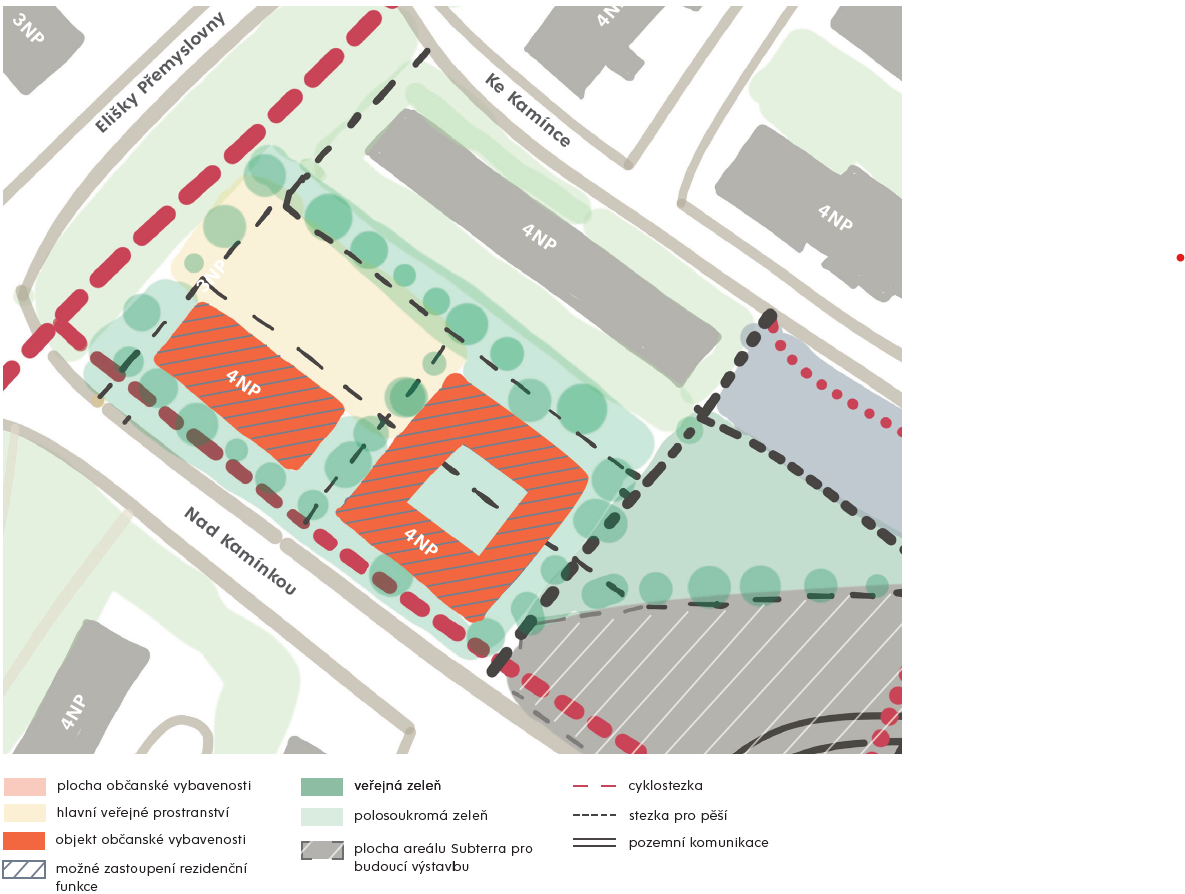 3NP
Elišky Přemyslovny
4NP
Ke Kamínce
4NP
4NP
3NP
4NP
4NP
Nad Kamínkou
4NP
plocha občanské vybavenosti
hlavní veřejné prostranství
objekt občanské vybavenosti
možné zastoupení rezidenční
funkce
veřejná zeleň
polosoukromá zeleň
plocha areálu Subterra pro
budoucí výstavbu
cyklostezka
stezka pro pěší
pozemní komunikace